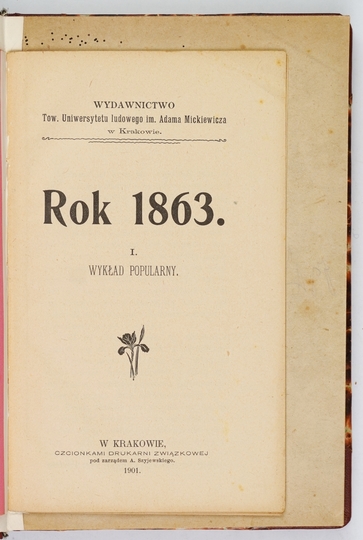 WYDAWNICTWO
Tow. Uniwersytetu ludowego im. Adama Mickiewicza
w Krakowie.
Rok 1863.
I.
WYKŁAD POPULARNY.
W KRAKOWIE,
CZCIONKAMI DRUKARNI ZWIĄZKOWEJ
pod zarządem A. Szyjewskiego.
1901.